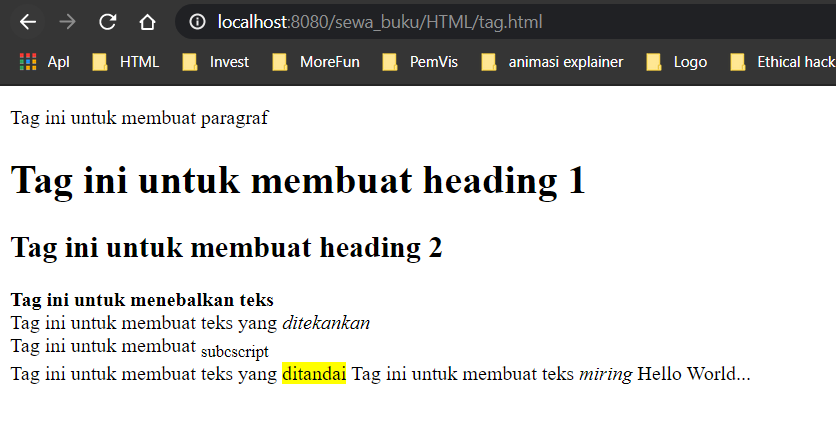 localhost:8080/sewa_buku/HTML/tag.html
Apl HTML Invest MoreFun PemVis animasi explainer Logo Ethical hack
Tag ini untuk membuat paragraf
Tag ini untuk membuat heading 1
Tag ini untuk membuat heading 2
Tag ini untuk menebalkan teks
Tag ini untuk membuat teks yang ditekankan
Tag ini untuk membuat subcscript
Tag ini untuk membuat teks yang ditandai Tag ini untuk membuat teks miring Hello World...